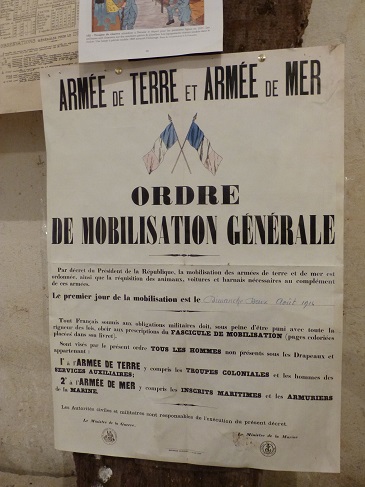 ARMÉE DE TERRE ET ARMÉE DE MER
ORDRE
DE MOBILISATION GÉNÉRALE
Par décret du Président de la République, la mobilisation des armées de terre et de mer est
ordonnée, ainsi que la réquisition des animaux, voitures et harnais nécessaires au complément
de ces armées.
Le premier jour de la mobilisation est le Dimanche deux Août 1914
Tout Français soumis aux obligations militaires doit, sous peine d'être puni avec toute la
rigueur des lois, obéir aux prescriptions du FASCICULE DE MOBILISATION (pages coloriées
placées dans son livret).
Sont visés par le présent ordre TOUS LES HOMMES non présents sous les Drapeaux et
appartenant :
1° à l'ARMÉE DE TERRE y compris les TROUPES COLONIALES et les hommes des
SERVICES AUXILIAIRES;
2° à l'ARMÉE DE MER y compris les INSCRITS MARITIMES et les ARMURIERS
de la MARINE.
Les Autorités civiles et militaires sont responsables de l'exécution du présent décret.
Le Ministre de la Guerre, Le Ministre de la Marine,